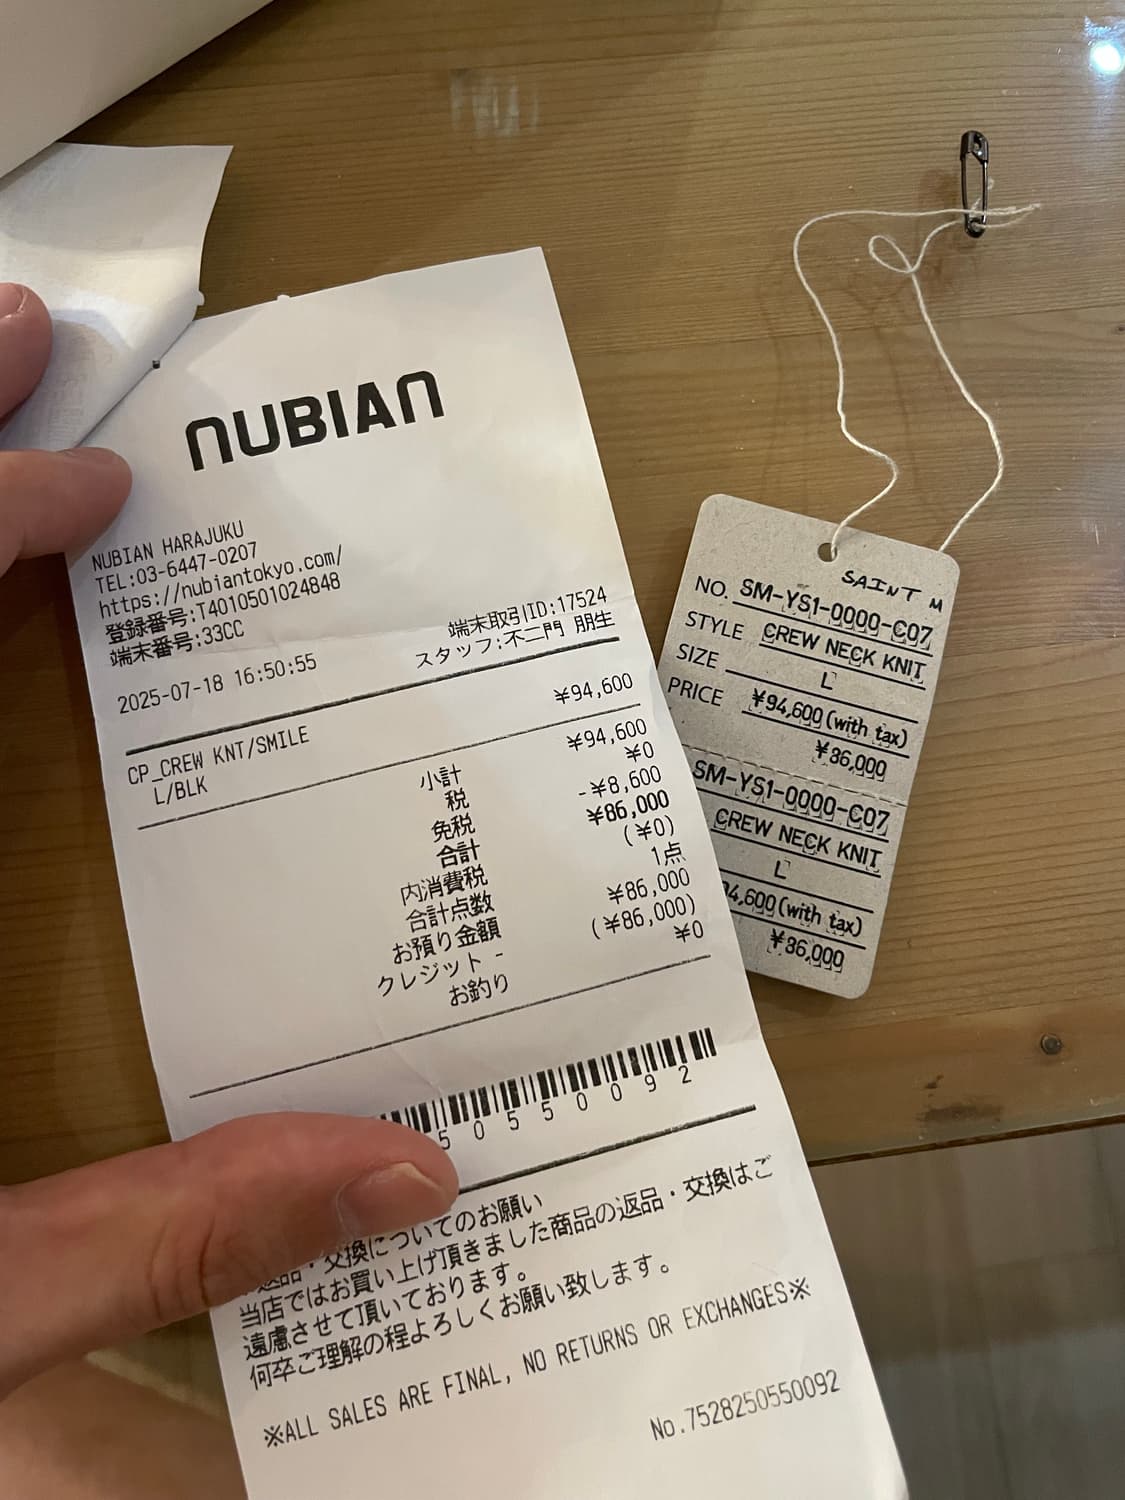 NUBIAN
NUBIAN HARAJUKU
TEL:03-6447-0207
https://nubiantokyo.com/
登録番号:T4010501024848
端末番号:33CC
端末取引ID:17524
2025-07-18 16:50:55
スタッフ:不二門 朋生
CP_CREW KNT/SMILE ¥94,600
L/BLK
小計 ¥94,600
税 ¥0
免税 -¥8,600
合計 ¥86,000
内消費税 (¥0)
合計点数 1点
お預り金額 ¥86,000
クレジット - (¥86,000)
お釣り ¥0
5 0 5 5 0 0 9 2
返品・交換についてのお願い
当店ではお買い上げ頂きました商品の返品・交換はご
遠慮させて頂いております。
何卒ご理解の程よろしくお願い致します。
※ALL SALES ARE FINAL, NO RETURNS OR EXCHANGES※
No.7528250550092
SAINT M
NO. SM-YS1-0000-C07
STYLE CREW NECK KNIT
SIZE L
PRICE ¥94,600(with tax)
¥86,000
SM-YS1-0000-C07
CREW NECK KNIT
L
4,600(with tax)
¥86,000